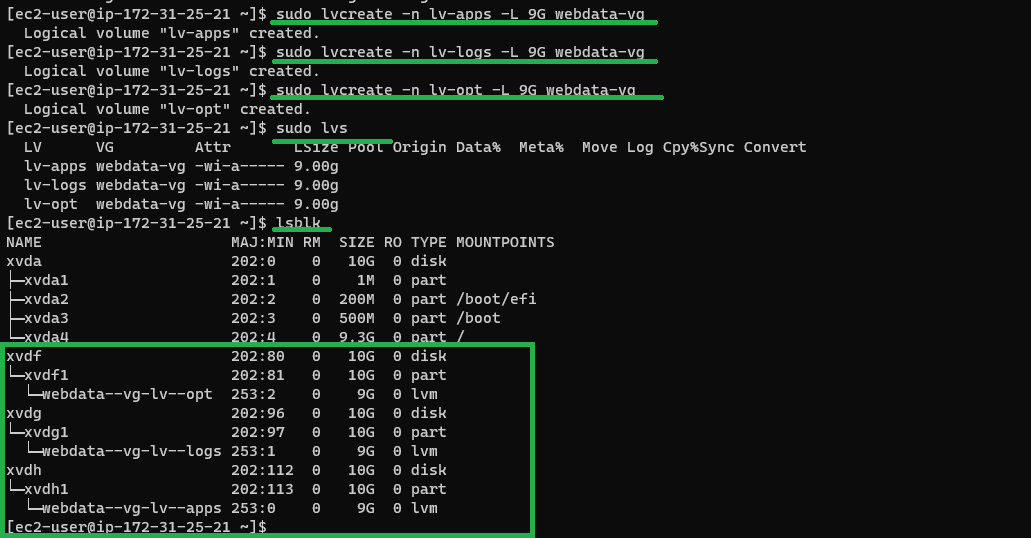 [ec2-user@ip-172-31-25-21 ~]$ sudo lvcreate -n lv-apps -L 9G webdata-vg
  Logical volume "lv-apps" created.
[ec2-user@ip-172-31-25-21 ~]$ sudo lvcreate -n lv-logs -L 9G webdata-vg
  Logical volume "lv-logs" created.
[ec2-user@ip-172-31-25-21 ~]$ sudo lvcreate -n lv-opt -L 9G webdata-vg
  Logical volume "lv-opt" created.
[ec2-user@ip-172-31-25-21 ~]$ sudo lvs
  LV      VG         Attr       LSize Pool Origin Data%  Meta%  Move Log Cpy%Sync Convert
  lv-apps webdata-vg -wi-a----- 9.00g
  lv-logs webdata-vg -wi-a----- 9.00g
  lv-opt  webdata-vg -wi-a----- 9.00g
[ec2-user@ip-172-31-25-21 ~]$ lsblk
NAME                     MAJ:MIN RM  SIZE RO TYPE MOUNTPOINTS
xvda                     202:0    0   10G  0 disk
├─xvda1                  202:1    0    1M  0 part
├─xvda2                  202:2    0  200M  0 part /boot/efi
├─xvda3                  202:3    0  500M  0 part /boot
└─xvda4                  202:4    0  9.3G  0 part /
xvdf                     202:80   0   10G  0 disk
└─xvdf1                  202:81   0   10G  0 part
  └─webdata--vg-lv--opt  253:2    0    9G  0 lvm
xvdg                     202:96   0   10G  0 disk
└─xvdg1                  202:97   0   10G  0 part
  └─webdata--vg-lv--logs 253:1    0    9G  0 lvm
xvdh                     202:112  0   10G  0 disk
└─xvdh1                  202:113  0   10G  0 part
  └─webdata--vg-lv--apps 253:0    0    9G  0 lvm
[ec2-user@ip-172-31-25-21 ~]$